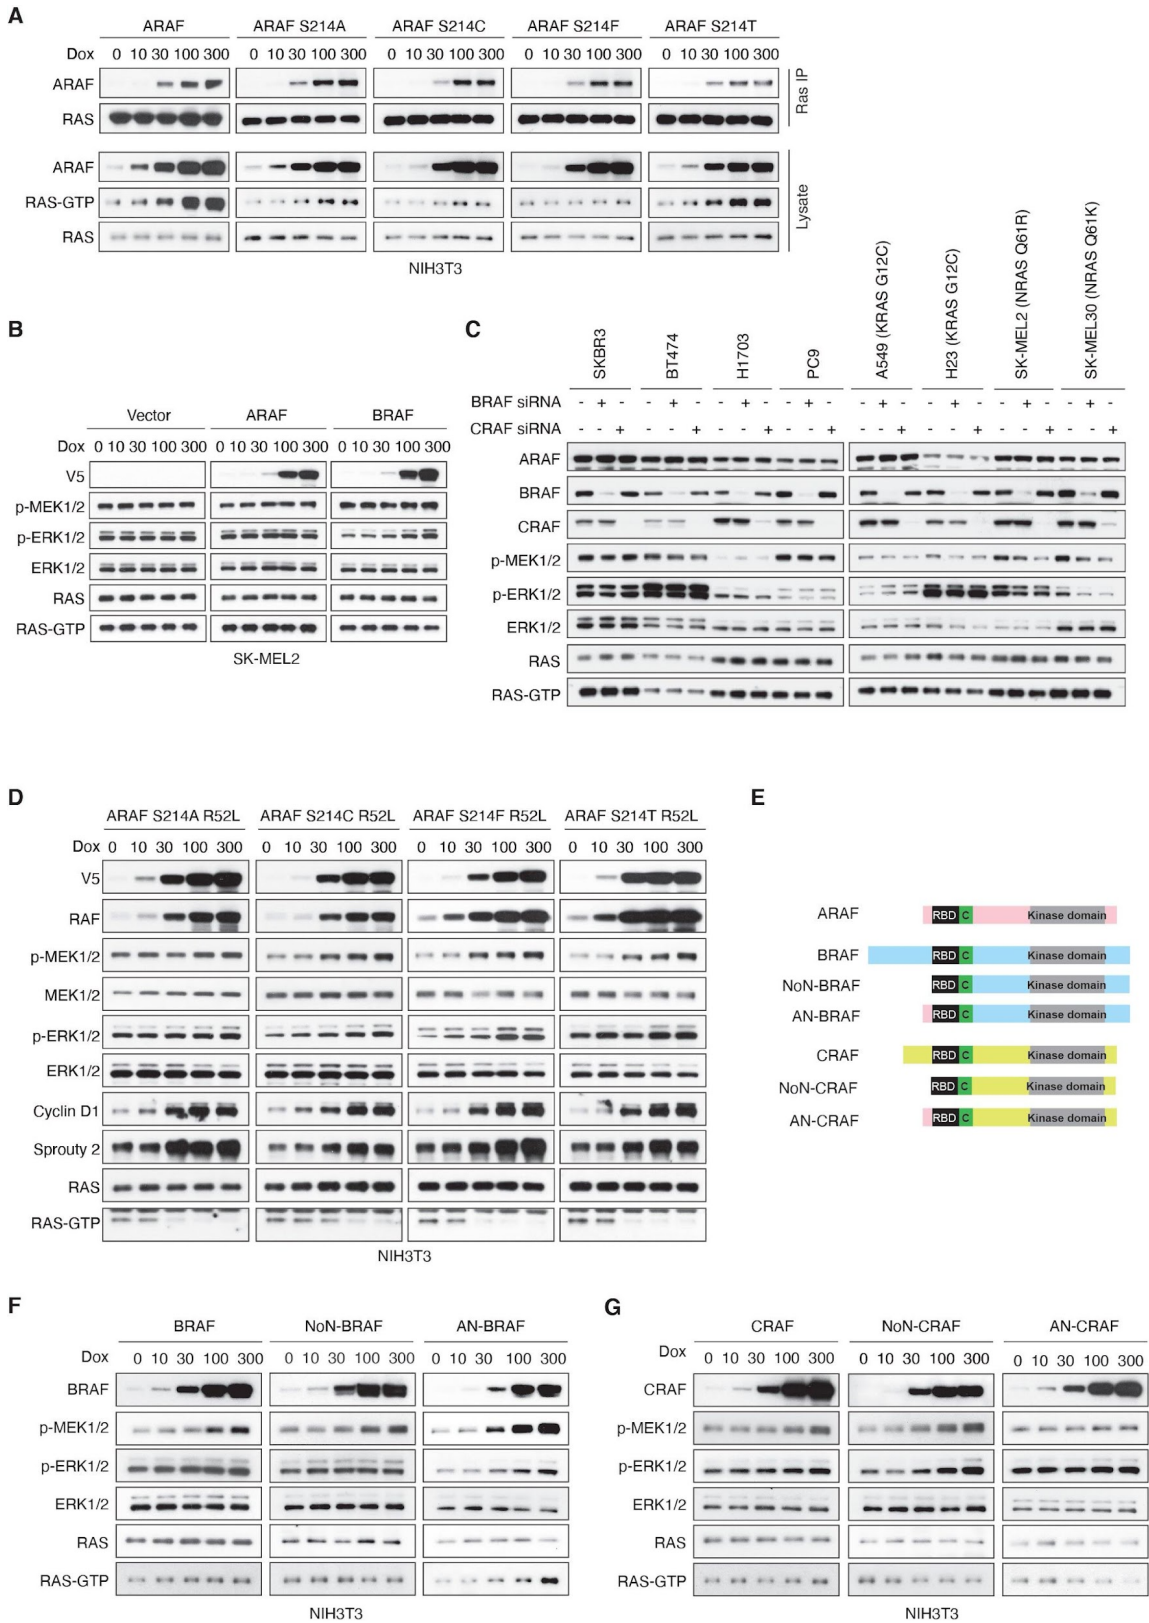 A
ARAF ARAF S214A ARAF S214C ARAF S214F ARAF S214T
Dox 0 10 30 100 300 0 10 30 100 300 0 10 30 100 300 0 10 30 100 300 0 10 30 100 300
ARAF
RAS
Ras IP
ARAF
RAS-GTP
RAS
Lysate
NIH3T3
B
Vector ARAF BRAF
Dox 0 10 30 100 300 0 10 30 100 300 0 10 30 100 300
V5
p-MEK1/2
p-ERK1/2
ERK1/2
RAS
RAS-GTP
SK-MEL2
C
SKBR3 BT474 H1703 PC9 A549 (KRAS G12C) H23 (KRAS G12C) SK-MEL2 (NRAS Q61R) SK-MEL30 (NRAS Q61K)
BRAF siRNA - + - - + - - + - - + - - + - - + - - + - - + -
CRAF siRNA - - + - - + - - + - - + - - + - - + - - + - - +
ARAF
BRAF
CRAF
p-MEK1/2
p-ERK1/2
ERK1/2
RAS
RAS-GTP
D
ARAF S214A R52L ARAF S214C R52L ARAF S214F R52L ARAF S214T R52L
Dox 0 10 30 100 300 0 10 30 100 300 0 10 30 100 300 0 10 30 100 300
V5
RAF
p-MEK1/2
MEK1/2
p-ERK1/2
ERK1/2
Cyclin D1
Sprouty 2
RAS
RAS-GTP
NIH3T3
E
ARAF RBD C Kinase domain
BRAF RBD C Kinase domain
NoN-BRAF RBD C Kinase domain
AN-BRAF RBD C Kinase domain
CRAF RBD C Kinase domain
NoN-CRAF RBD C Kinase domain
AN-CRAF RBD C Kinase domain
F
BRAF NoN-BRAF AN-BRAF
Dox 0 10 30 100 300 0 10 30 100 300 0 10 30 100 300
BRAF
p-MEK1/2
p-ERK1/2
ERK1/2
RAS
RAS-GTP
NIH3T3
G
CRAF NoN-CRAF AN-CRAF
Dox 0 10 30 100 300 0 10 30 100 300 0 10 30 100 300
CRAF
p-MEK1/2
p-ERK1/2
ERK1/2
RAS
RAS-GTP
NIH3T3